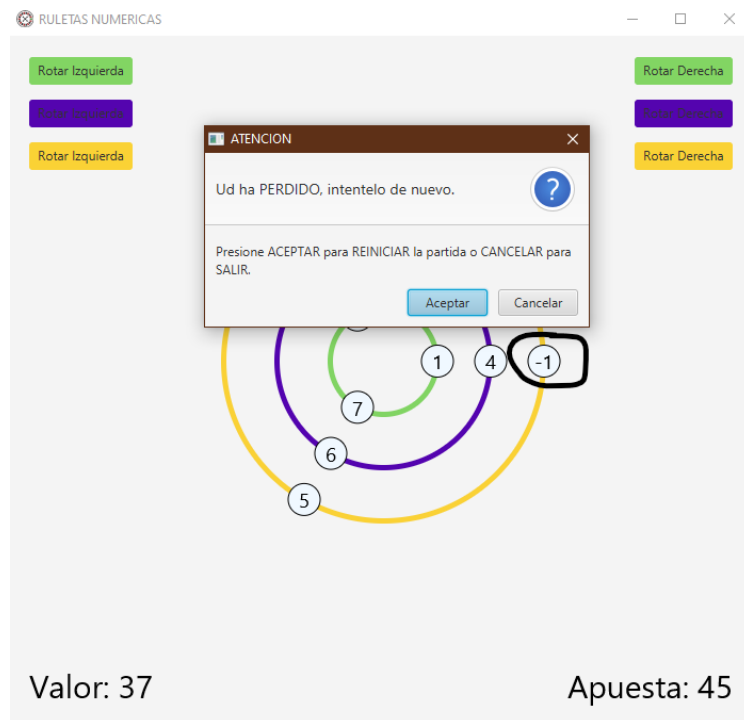 RULETAS NUMERICAS
Rotar Izquierda
Rotar Derecha
Rotar Izquierda
Rotar Derecha
Rotar Izquierda
Rotar Derecha
ATENCION
Ud ha PERDIDO, intentelo de nuevo.
?
Presione ACEPTAR para REINICIAR la partida o CANCELAR para
SALIR.
Aceptar
Cancelar
1
4
-1
7
6
5
Valor: 37
Apuesta: 45